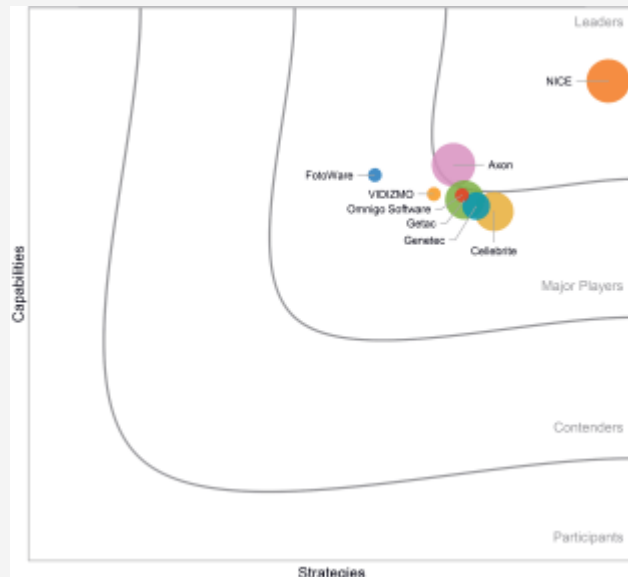 Leaders
NICE
Axon
FotoWare
VIDIZMO
Omnigo Software
Getac
Genetec
Cellebrite
Major Players
Capabilities
Contenders
Participants
Strategies